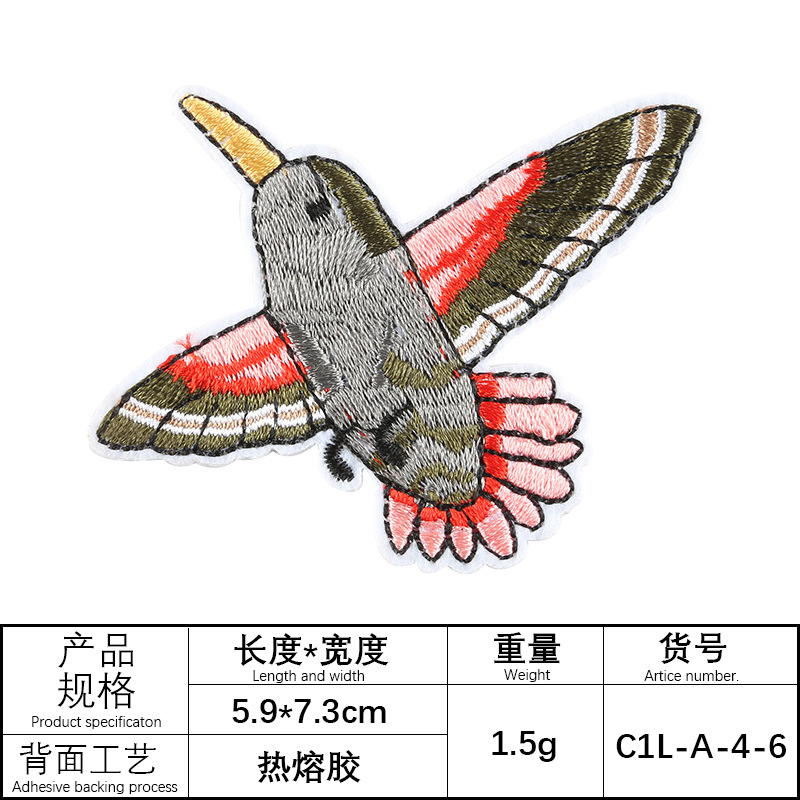 产品
规格
Product specificaton
长度*宽度
Length and width
重量
Weight
货号
Artice number.
5.9*7.3cm
1.5g
C1L-A-4-6
背面工艺
Adhesive backing process
热熔胶